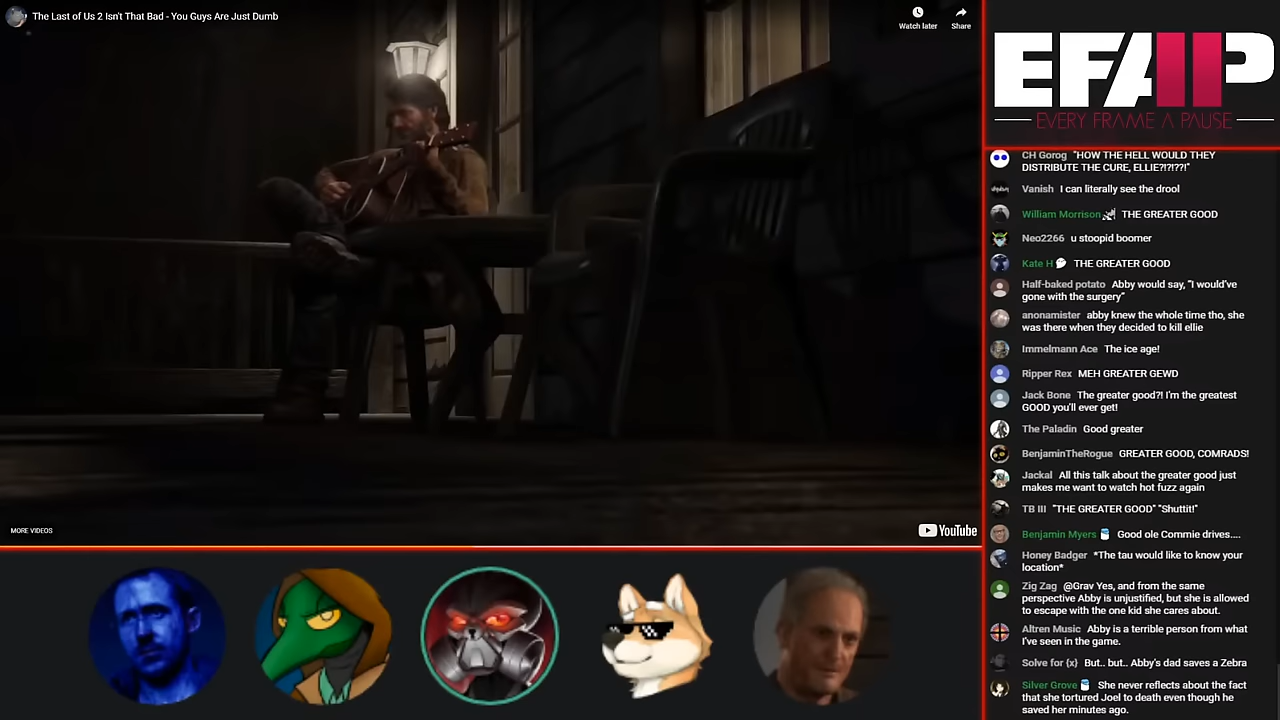 The Last of Us 2 Isn't That Bad - You Guys Are Just Dumb
Watch later
Share
MORE VIDEOS
YouTube
EFAP
EVERY FRAME A PAUSE
CH Gorog "HOW THE HELL WOULD THEY
DISTRIBUTE THE CURE, ELLIE?!?!??!"
Vanish I can literally see the drool
William Morrison THE GREATER GOOD
Neo2266 u stoopid boomer
Kate H THE GREATER GOOD
Half-baked potato Abby would say, "I would've
gone with the surgery"
anonamister abby knew the whole time tho, she
was there when they decided to kill ellie
Immelmann Ace The ice age!
Ripper Rex MEH GREATER GEWD
Jack Bone The greater good?! I'm the greatest
GOOD you'll ever get!
The Paladin Good greater
BenjaminTheRogue GREATER GOOD, COMRADS!
Jackal All this talk about the greater good just
makes me want to watch hot fuzz again
TB III "THE GREATER GOOD" "Shuttit!"
Benjamin Myers Good ole Commie drives....
Honey Badger *The tau would like to know your
location*
Zig Zag @Grav Yes, and from the same
perspective Abby is unjustified, but she is allowed
to escape with the one kid she cares about.
Altren Music Abby is a terrible person from what
I've seen in the game.
Solve for {x} But.. but.. Abby's dad saves a Zebra
Silver Grove She never reflects about the fact
that she tortured Joel to death even though he
saved her minutes ago.